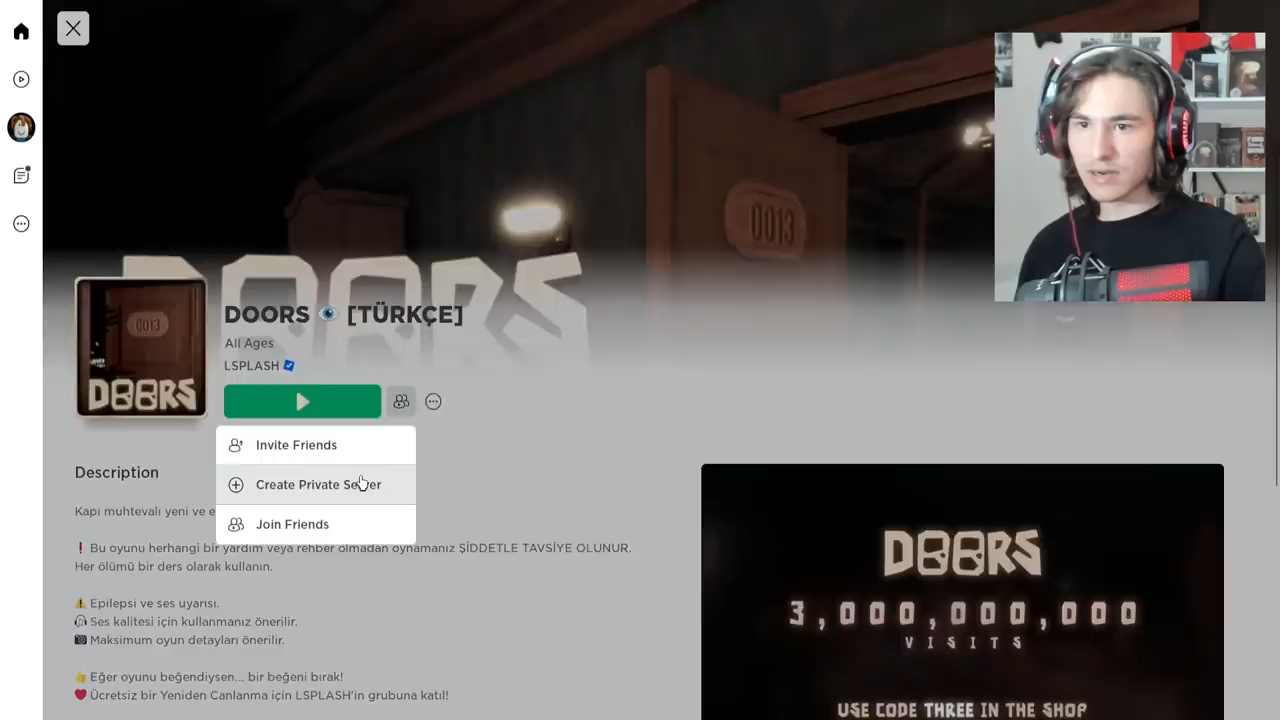 0013
DOORS
0013
DOORS
DOORS 👁 [TÜRKÇE]
All Ages
LSPLASH
Invite Friends
Create Private Server
Join Friends
Description
Kapı muhtevalı yeni ve e
❗ Bu oyunu herhangi bir yardım veya rehber olmadan oynamanız ŞİDDETLE TAVSİYE OLUNUR.
Her ölümü bir ders olarak kullanın.
⚠️ Epilepsi ve ses uyarısı.
🎧 Ses kalitesi için kullanmanız önerilir.
📷 Maksimum oyun detayları önerilir.
👍 Eğer oyunu beğendiysen... bir beğeni bırak!
❤️ Ücretsiz bir Yeniden Canlanma için LSPLASH'in grubuna katıl!
DOORS
3,000,000,000
VISITS
USE CODE THREE IN THE SHOP